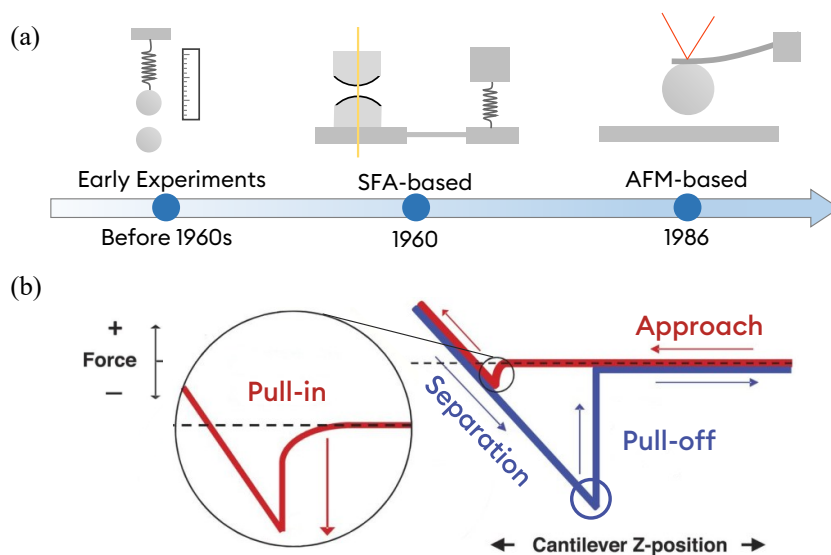 (a)
Early Experiments
SFA-based
AFM-based
Before 1960s
1960
1986
(b)
+
Force
−
Pull-in
Approach
Separation
Pull-off
Cantilever Z-position